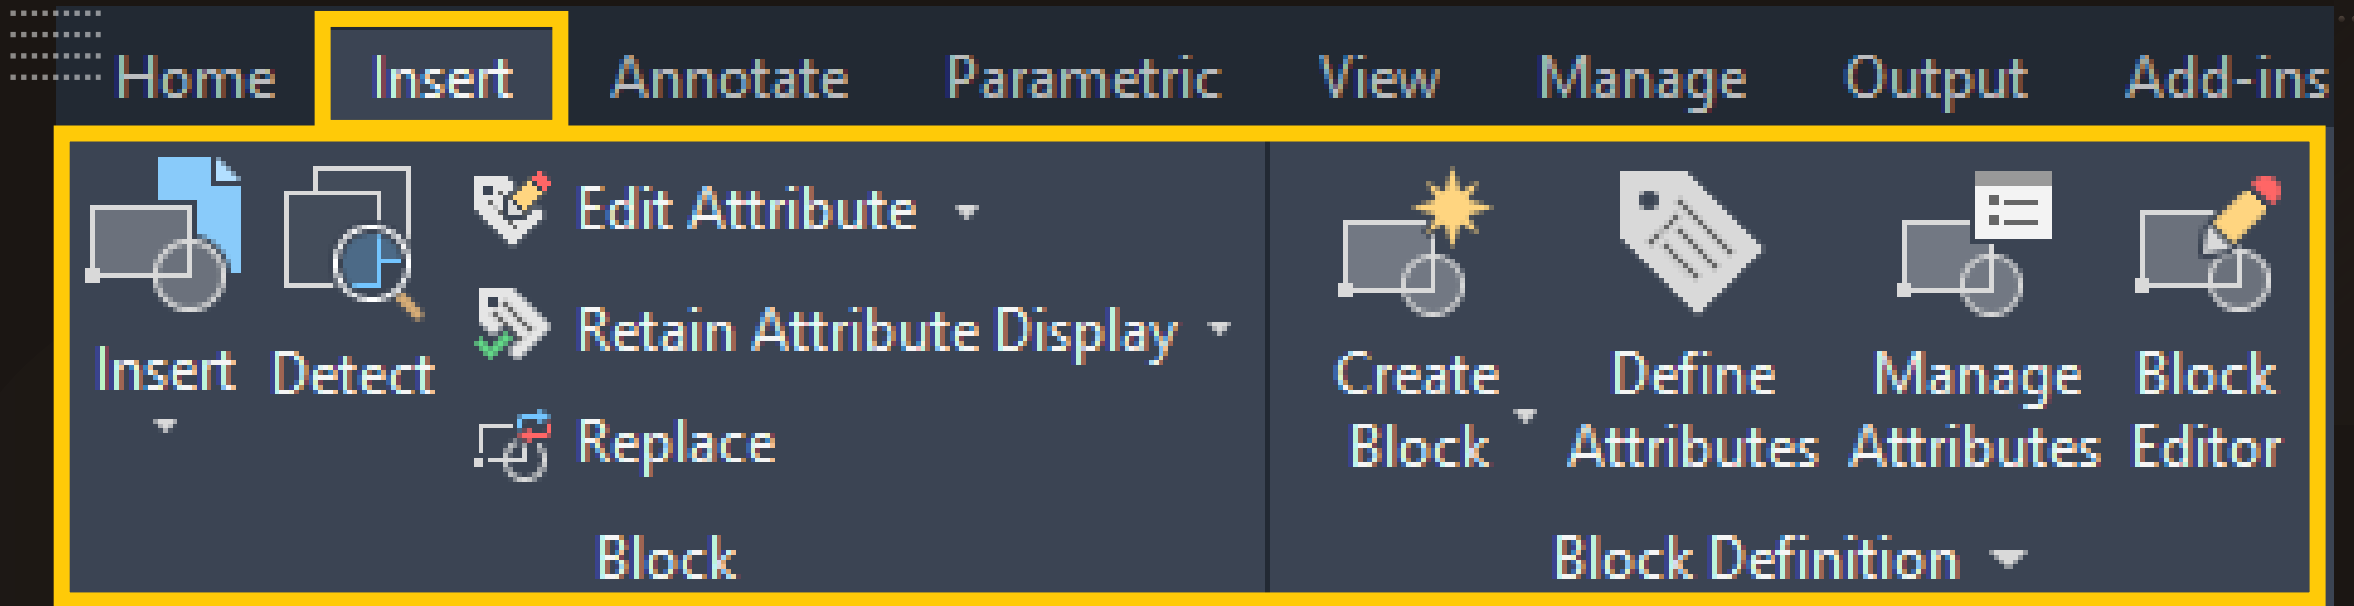 Home Insert Annotate Parametric View Manage Output Add-ins
Insert
Detect
Edit Attribute
Retain Attribute Display
Replace
Block
Create
Block
Define
Attributes
Manage
Attributes
Block
Editor
Block Definition